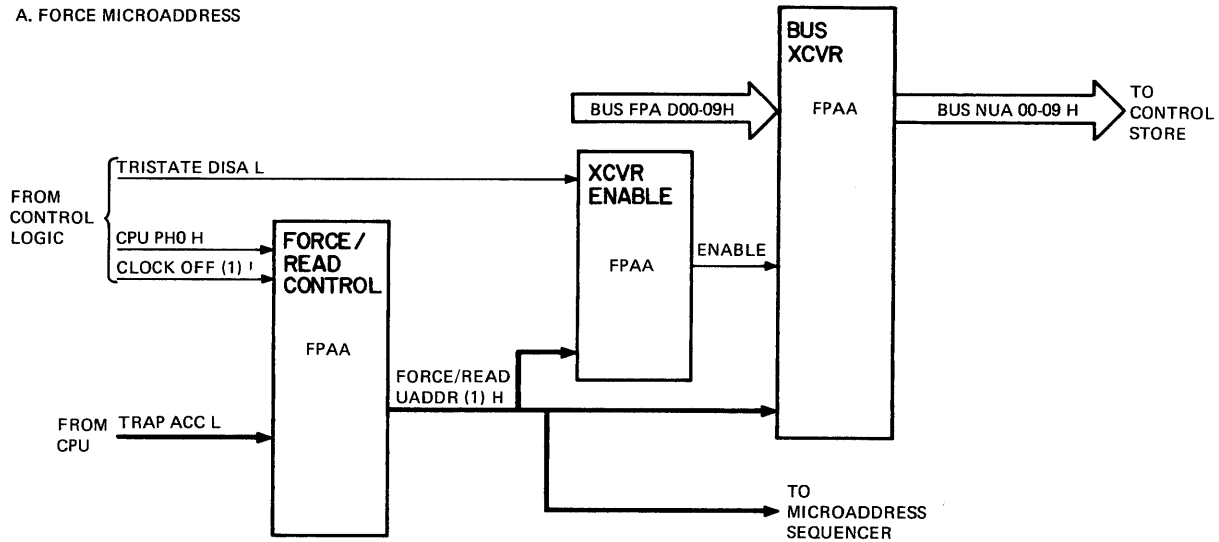 A. FORCE MICROADDRESS
BUS
XCVR
FPAA
BUS FPA D00-09H
BUS NUA 00-09 H
TO
CONTROL
STORE
FROM
CONTROL
LOGIC
TRISTATE DISA L
CPU PH0 H
CLOCK OFF (1)
XCVR
ENABLE
FPAA
ENABLE
FORCE/
READ
CONTROL
FPAA
FORCE/READ
UADDR (1) H
FROM
CPU
TRAP ACC L
TO
MICROADDRESS
SEQUENCER